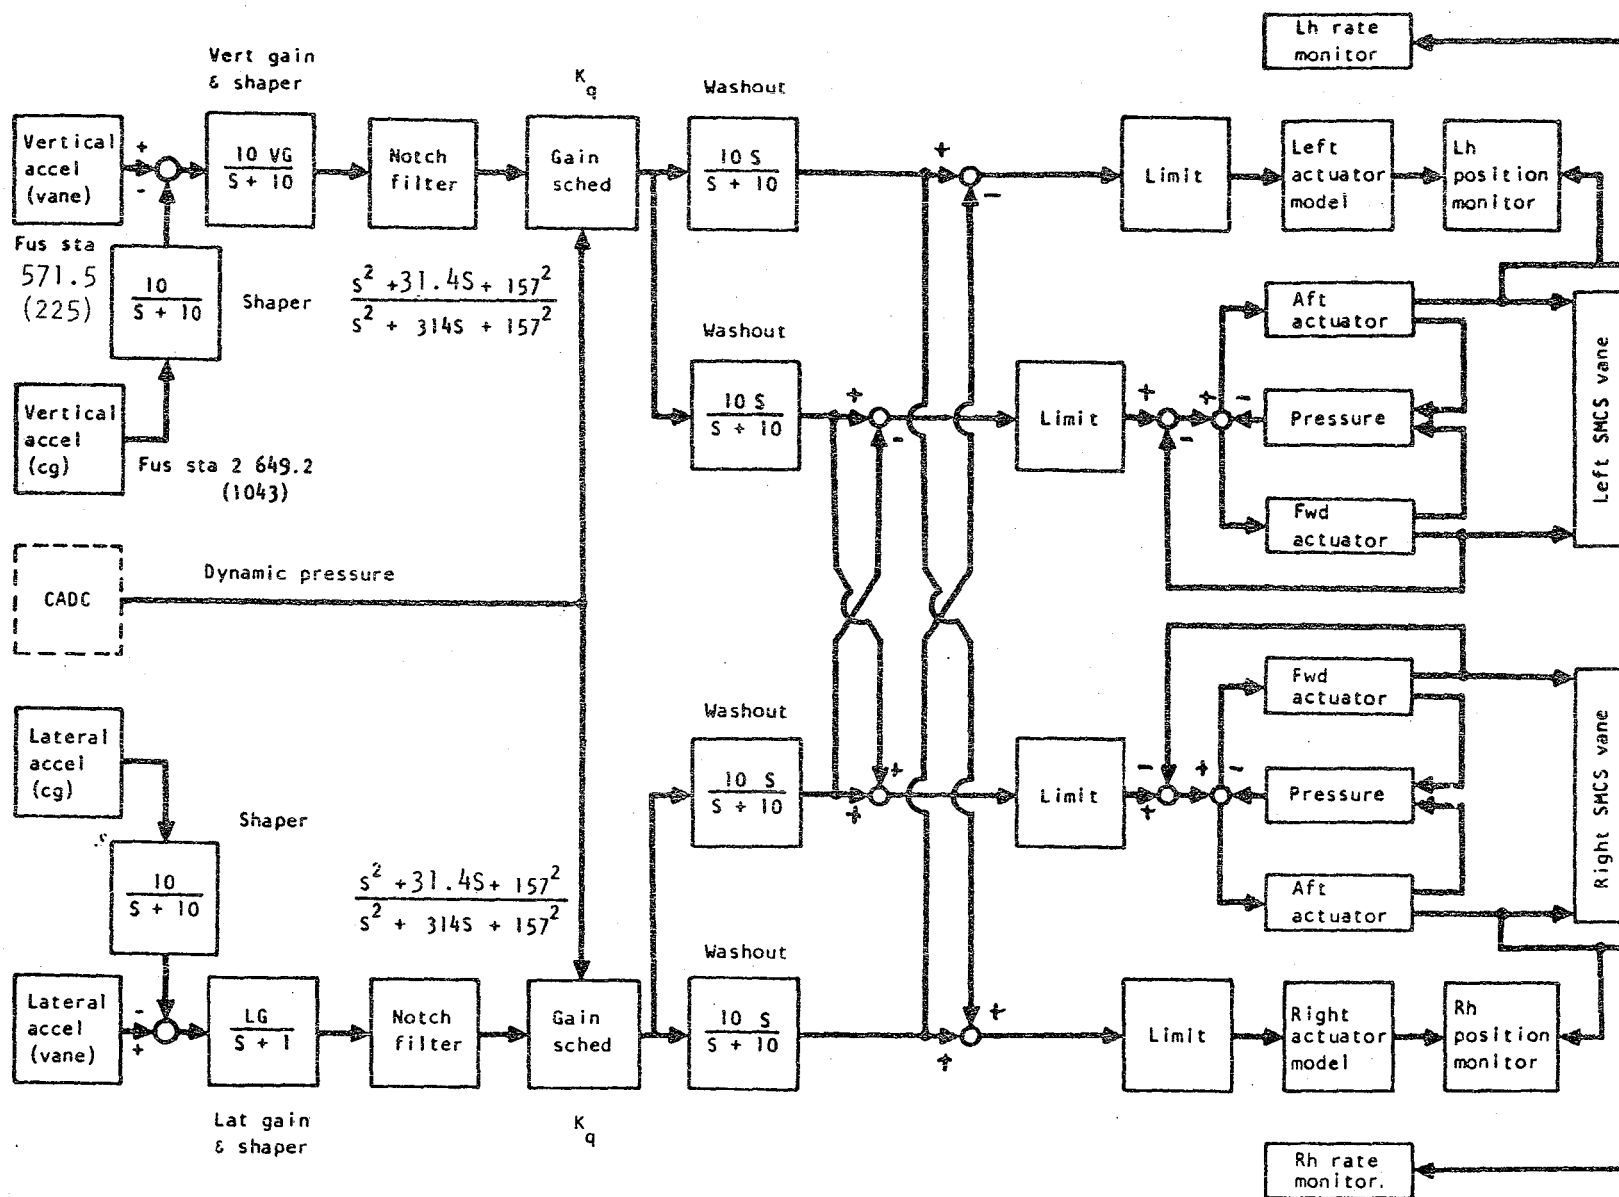 Lh rate
monitor.
Vert gain
& shaper
K
q
Washout
Vertical
accel
(vane)
+
-
10 VG
S + 10
Notch
filter
Gain
sched
10 S
S + 10
+
-
Limit
Left
actuator
model
Lh
position
monitor
Fus sta
571.5
(225)
10
S + 10
Shaper
s² +31.4S + 157²
s² + 314S + 157²
Aft
actuator
Washout
Vertical
accel
(cg)
10 S
S + 10
+
-
Limit
+
-
+
-
Pressure
Left SMCS vane
Fus sta 2 649.2
(1043)
Fwd
actuator
CADC
Dynamic pressure
Fwd
actuator
Lateral
accel
(cg)
Washout
10 S
S + 10
+
+
Limit
-
+
+
-
Pressure
Right SMCS vane
Shaper
10
S + 10
s² +31.4S + 157²
s² + 314S + 157²
Aft
actuator
Washout
Lateral
accel
(vane)
-
+
LG
S + 1
Notch
filter
Gain
sched
10 S
S + 10
+
+
Limit
Right
actuator
model
Rh
position
monitor
Lat gain
& shaper
K
q
Rh rate
monitor.